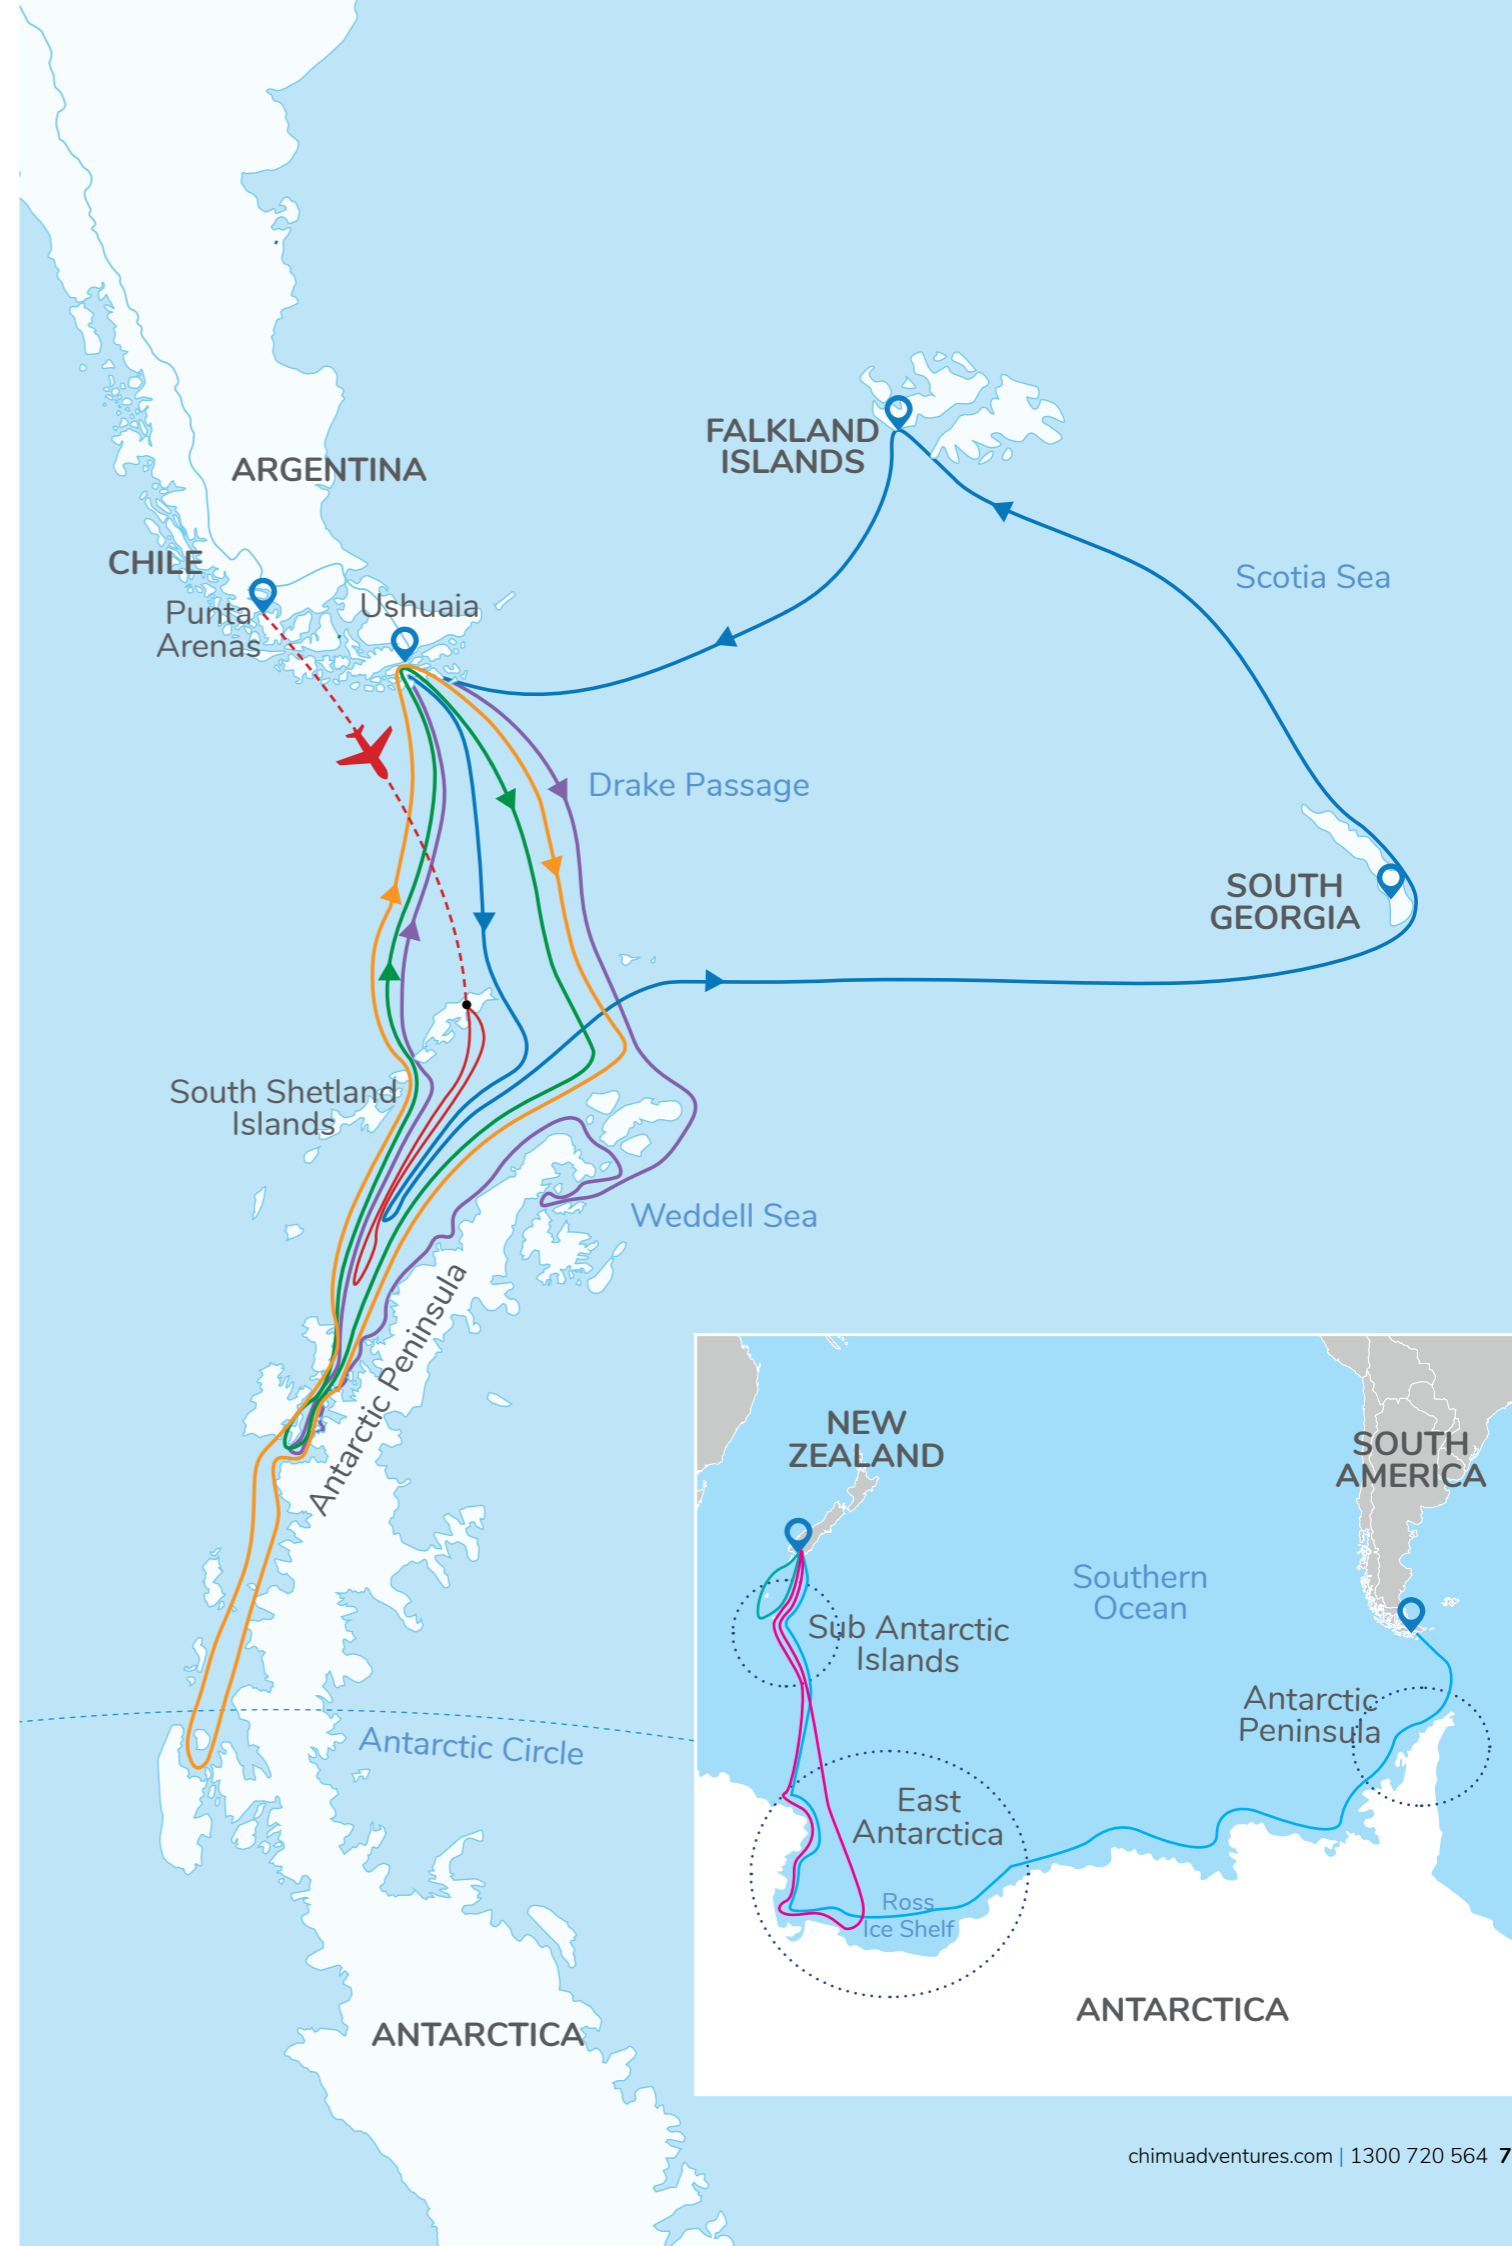 FALKLAND
ISLANDS
ARGENTINA
CHILE
Punta
Arenas
Ushuaia
Scotia Sea
Drake Passage
SOUTH
GEORGIA
South Shetland
Islands
Weddell Sea
Antarctic Peninsula
Antarctic Circle
ANTARCTICA
NEW
ZEALAND
SOUTH
AMERICA
Southern
Ocean
Sub Antarctic
Islands
Antarctic
Peninsula
East
Antarctica
Ross
Ice Shelf
ANTARCTICA
chimuadventures.com | 1300 720 564 7